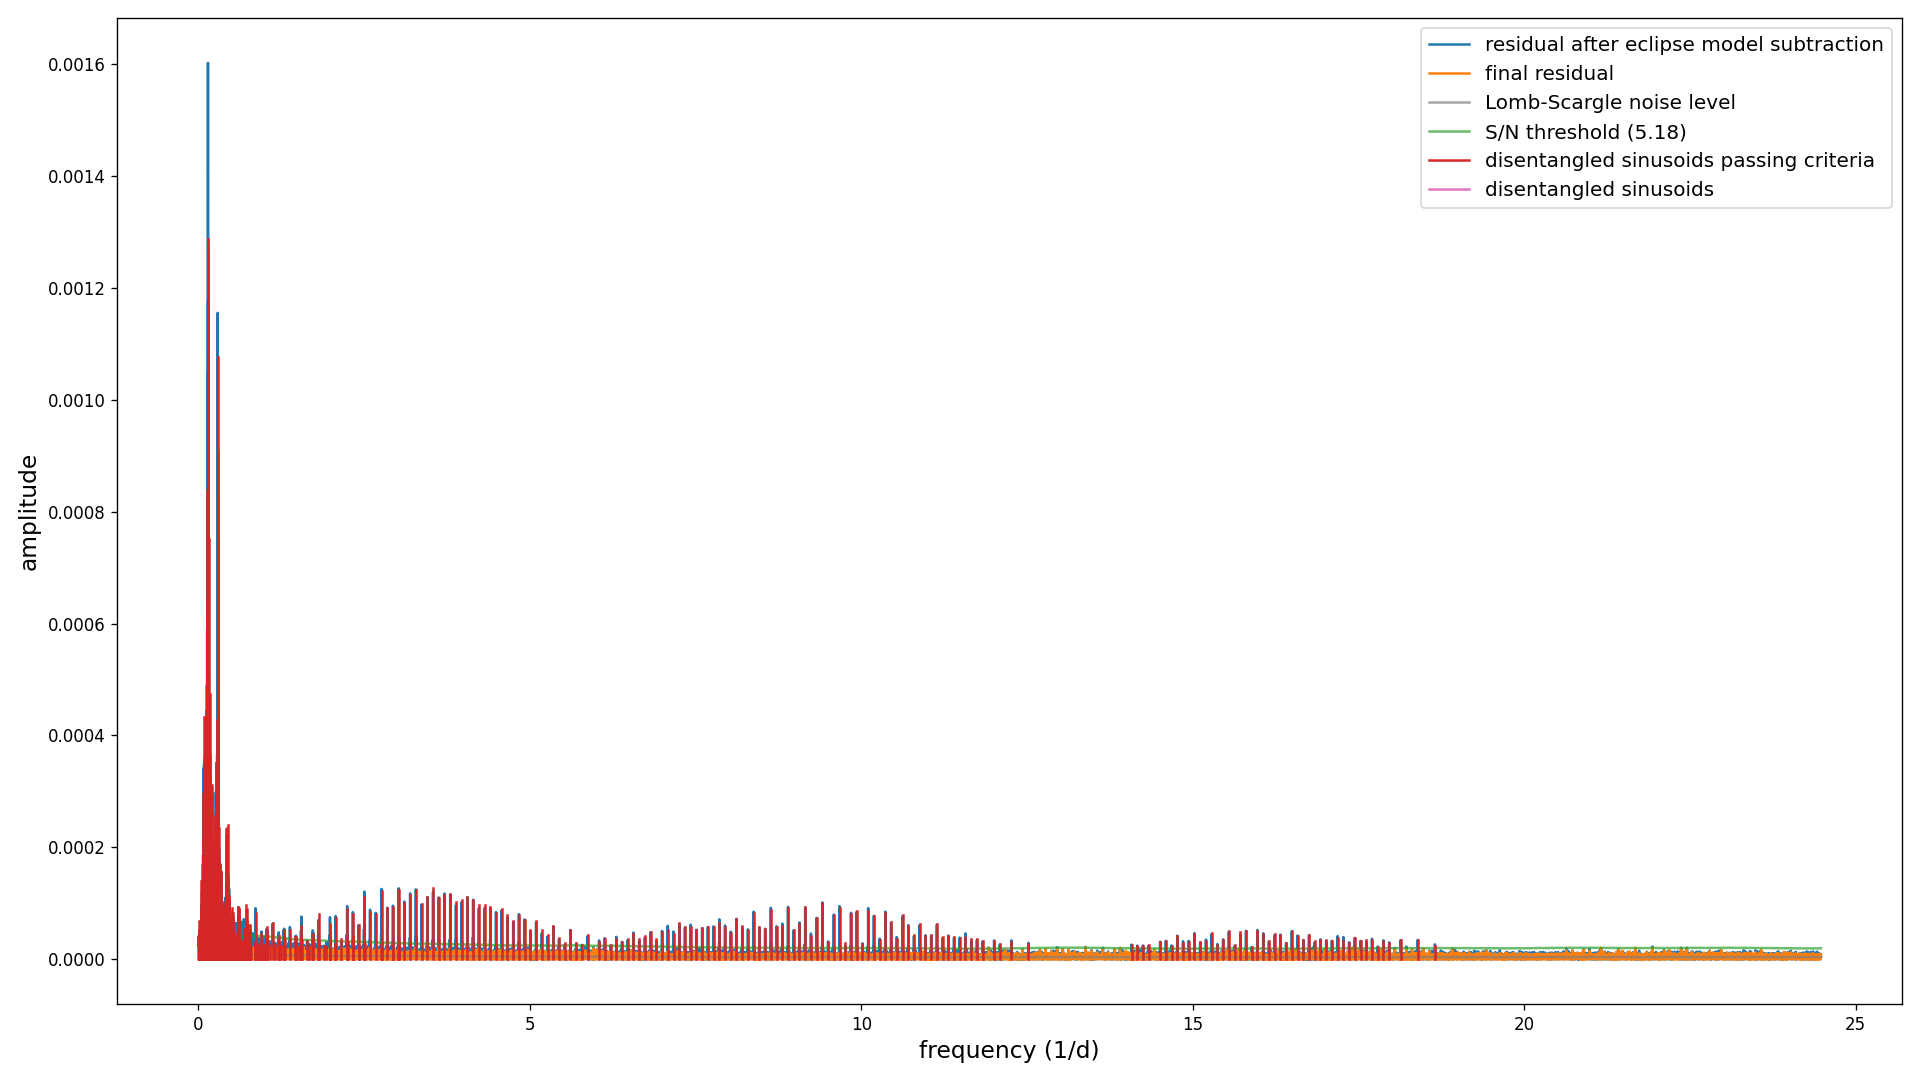 residual after eclipse model subtraction
final residual
Lomb-Scargle noise level
S/N threshold (5.18)
disentangled sinusoids passing criteria
disentangled sinusoids
0.0016
0.0014
0.0012
0.0010
0.0008
0.0006
0.0004
0.0002
0.0000
amplitude
0 5 10 15 20 25
frequency (1/d)